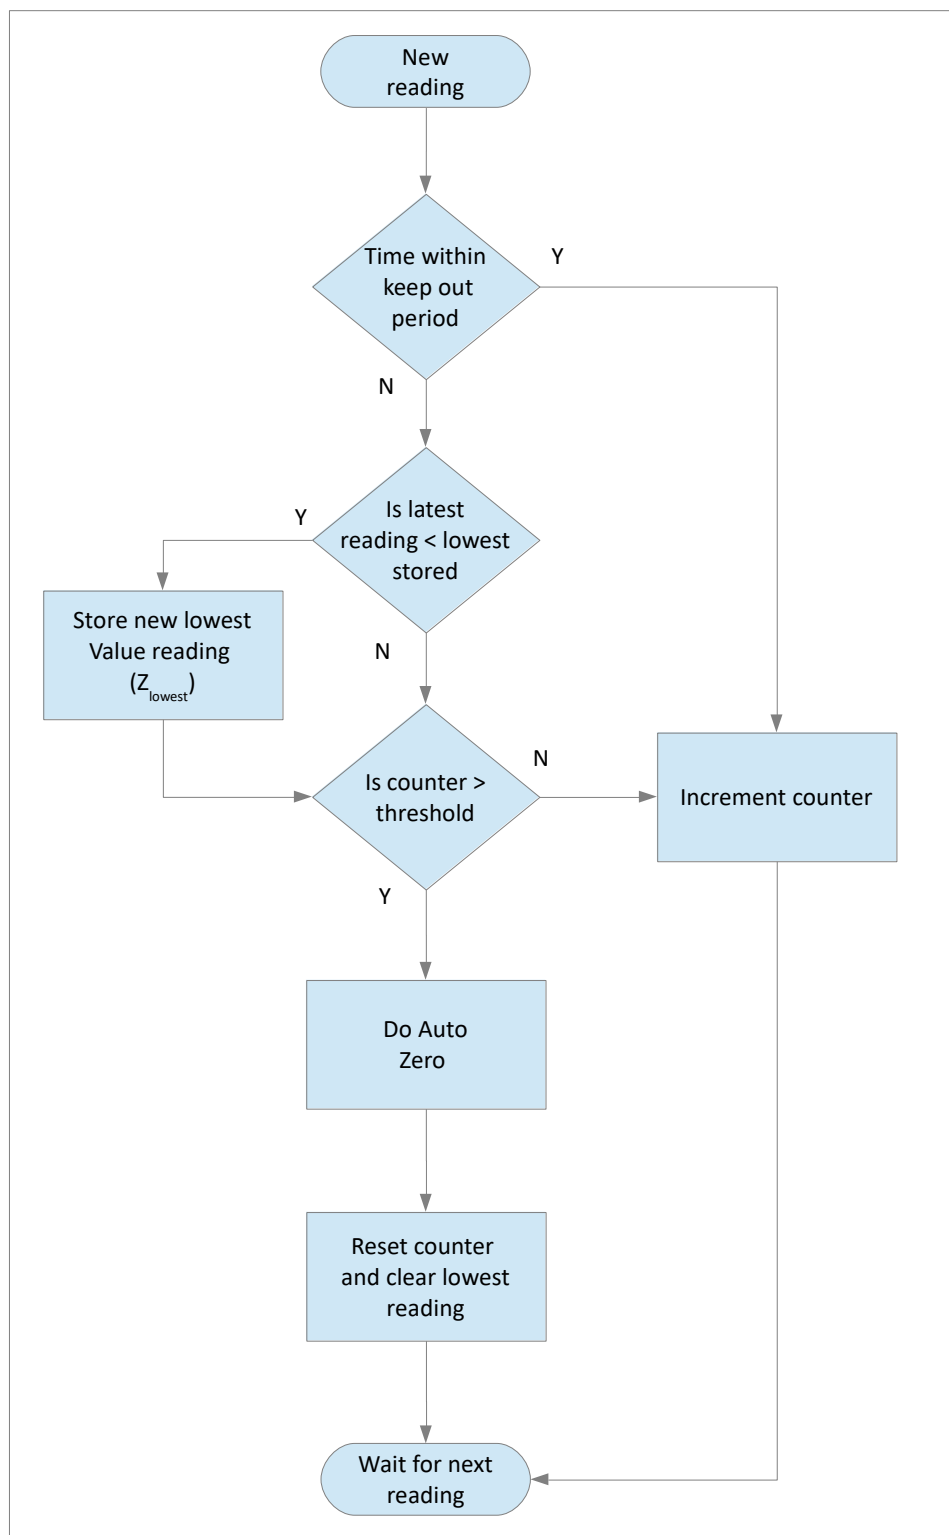 New
reading
Time within
keep out
period
Y
N
Is latest
reading < lowest
stored
Y
N
Store new lowest
Value reading
(Zlowest)
Is counter >
threshold
N
Y
Increment counter
Do Auto
Zero
Reset counter
and clear lowest
reading
Wait for next
reading